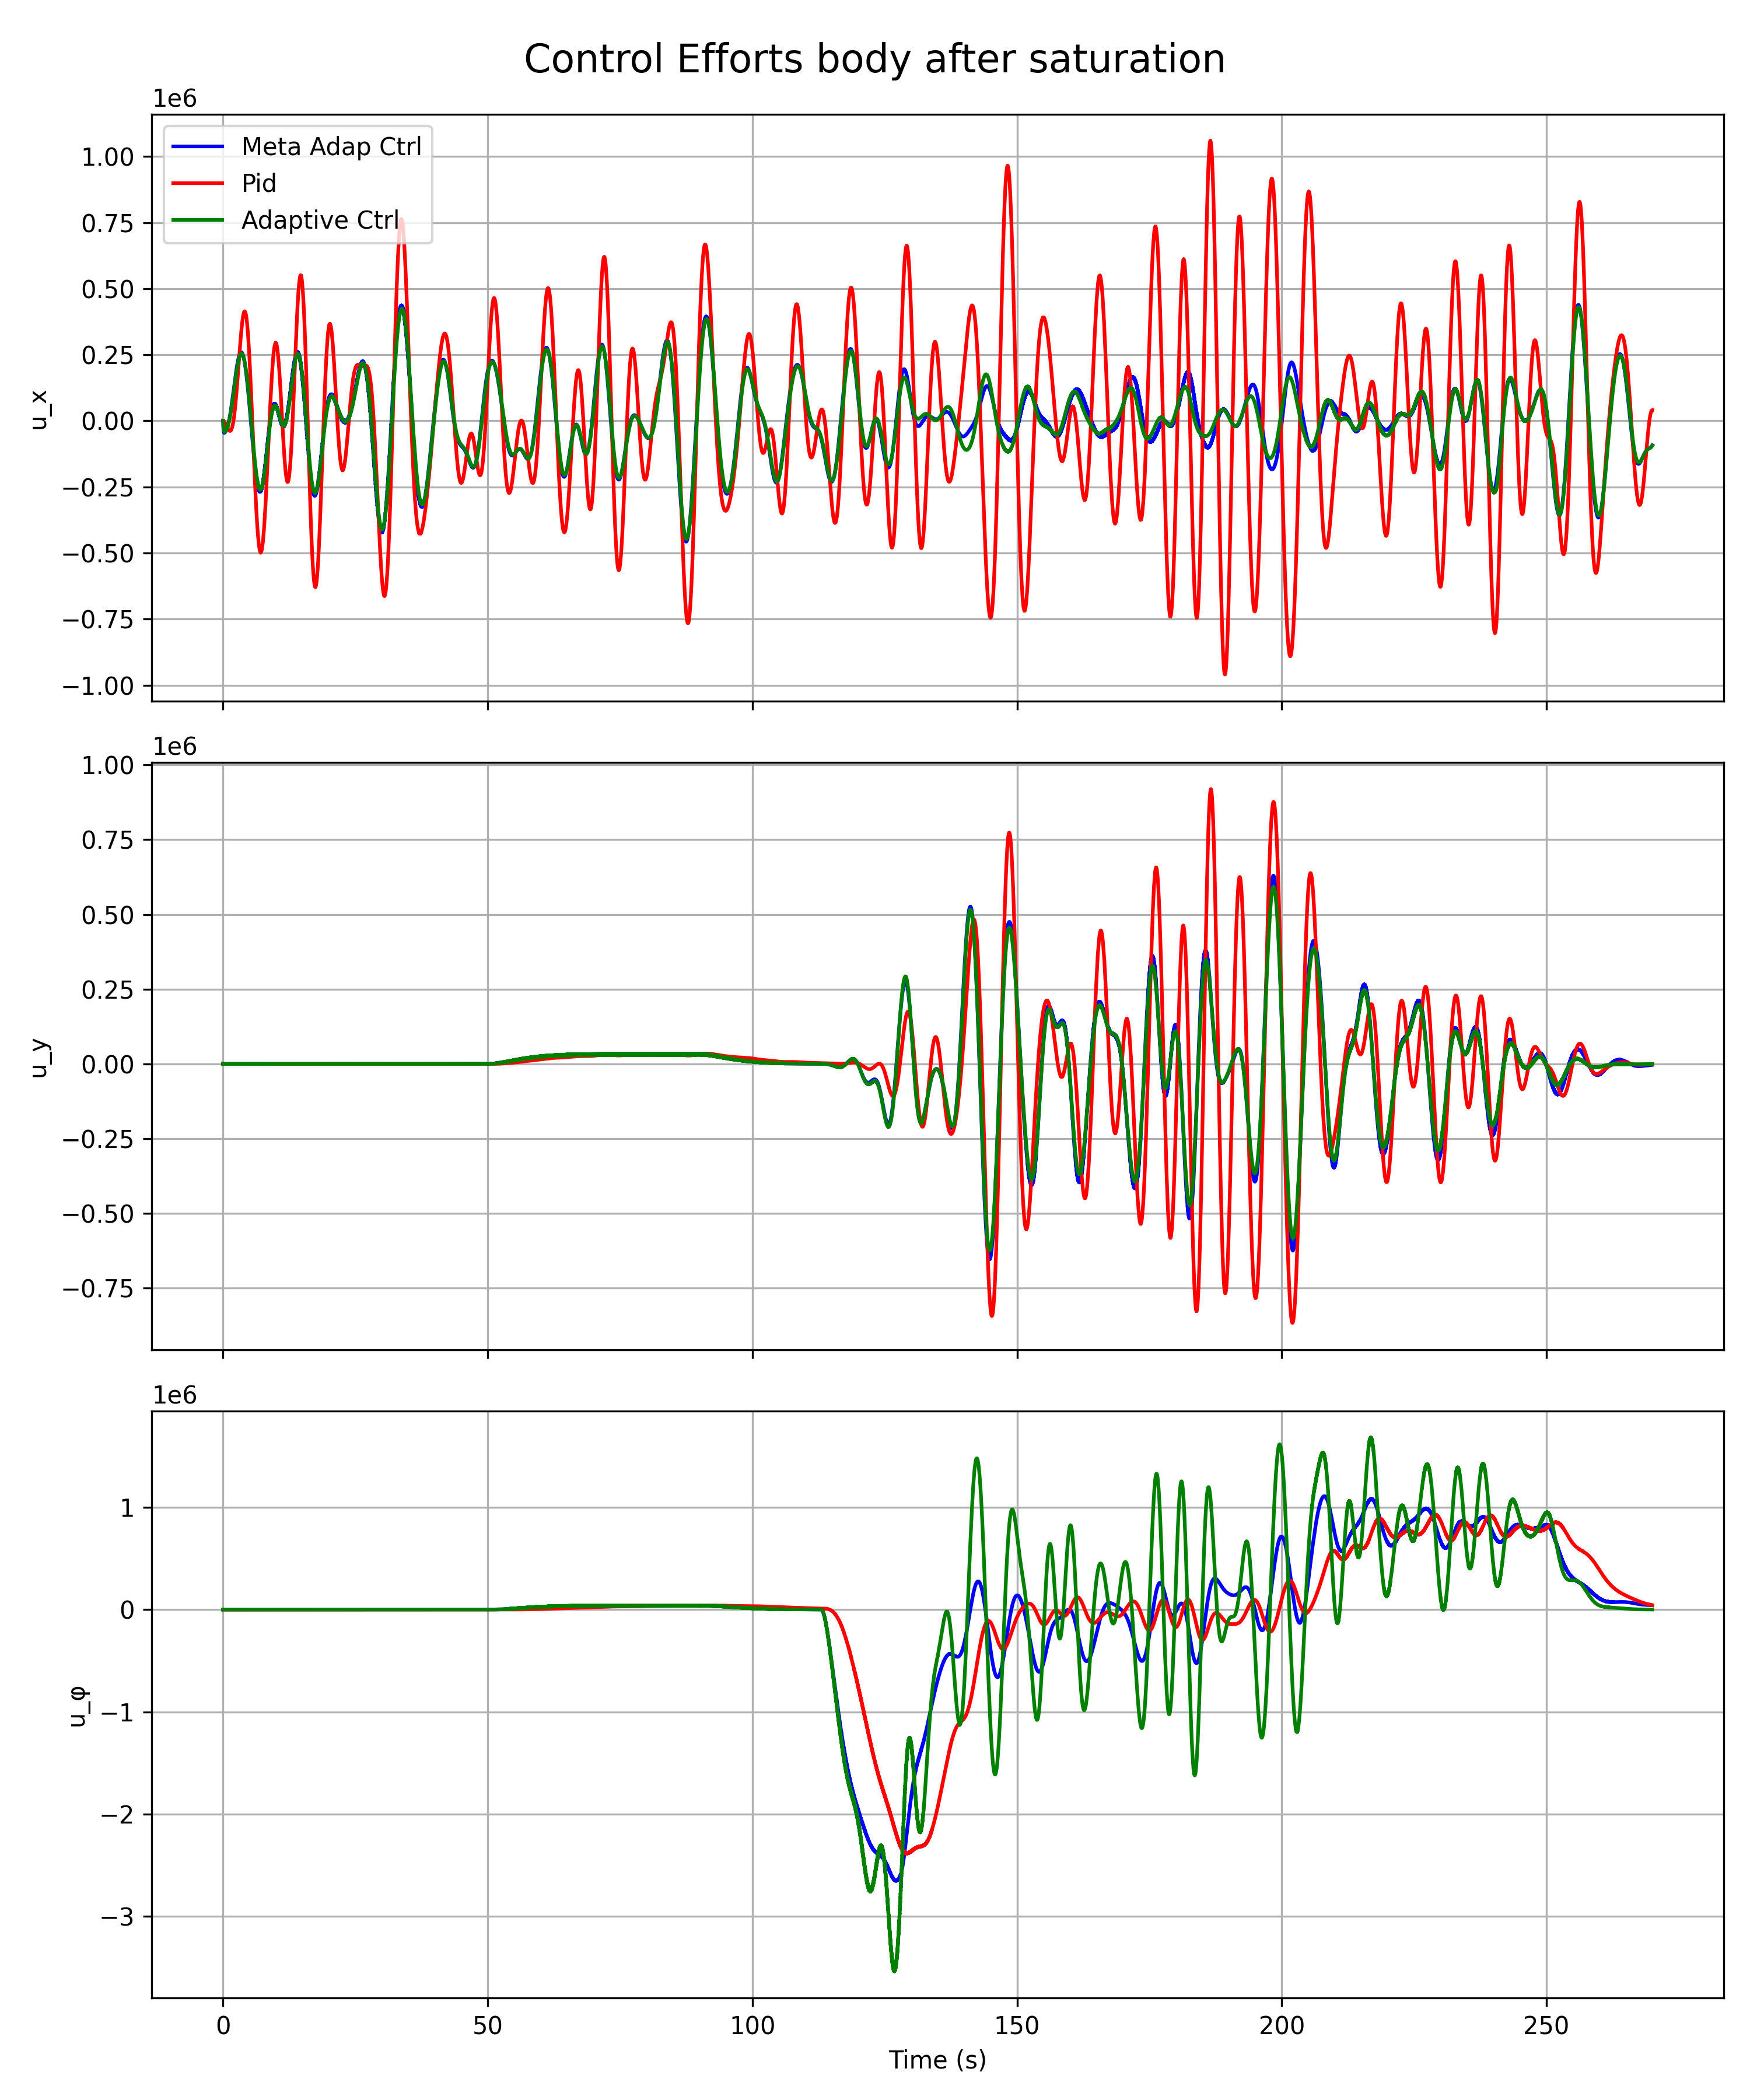 Control Efforts body after saturation
1e6
Meta Adap Ctrl
Pid
Adaptive Ctrl
1.00
0.75
0.50
0.25
0.00
−0.25
−0.50
−0.75
−1.00
u_x
1e6
1.00
0.75
0.50
0.25
0.00
−0.25
−0.50
−0.75
u_y
1e6
1
0
−1
−2
−3
u_φ
0 50 100 150 200 250
Time (s)